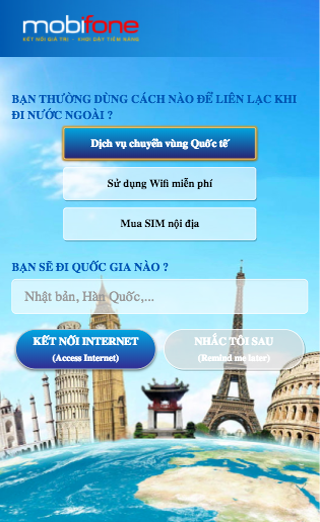 mobifone
KẾT NỐI GIÁ TRỊ - KHƠI DẬY TIỀM NĂNG
BẠN THƯỜNG DÙNG CÁCH NÀO ĐỂ LIÊN LẠC KHI
ĐI NƯỚC NGOÀI ?
Dịch vụ chuyển vùng Quốc tế
Sử dụng Wifi miễn phí
Mua SIM nội địa
BẠN SẼ ĐI QUỐC GIA NÀO ?
Nhật bản, Hàn Quốc,...
KẾT NỐI INTERNET
(Access Internet)
NHẮC TÔI SAU
(Remind me later)